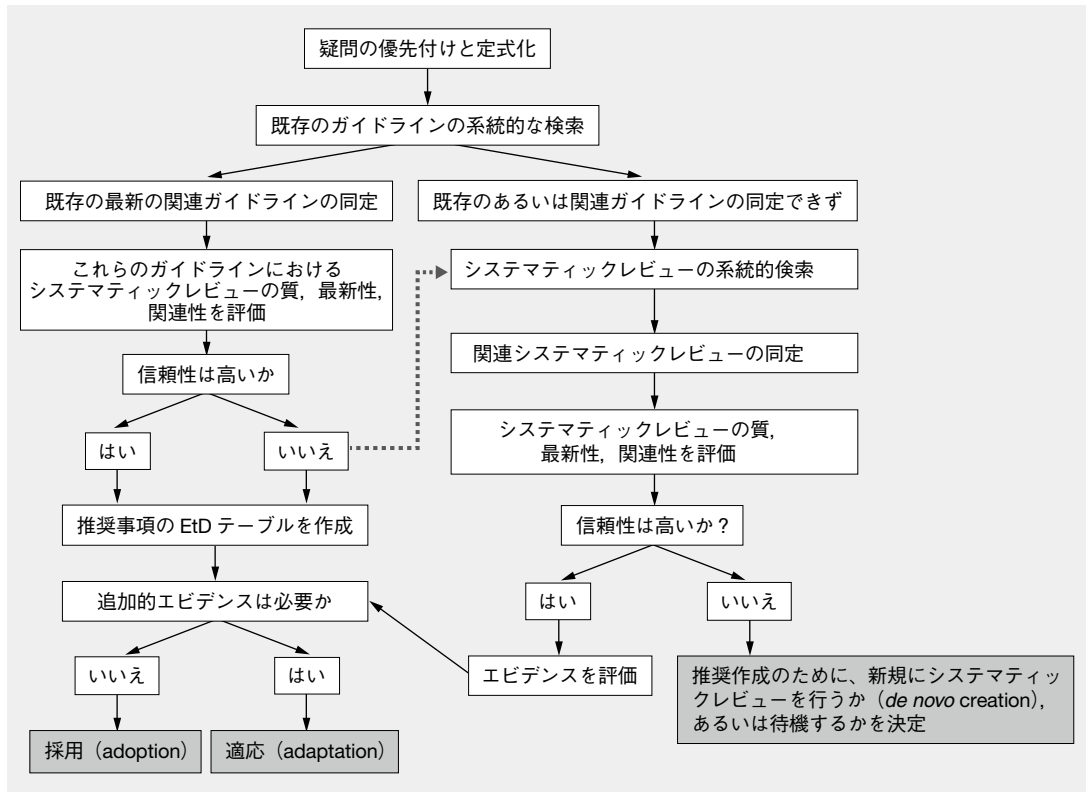 疑問の優先付けと定式化
既存のガイドラインの系統的な検索
既存の最新の関連ガイドラインの同定
既存のあるいは関連ガイドラインの同定できず
これらのガイドラインにおける
システマティックレビューの質，最新性，
関連性を評価
システマティックレビューの系統的検索
信頼性は高いか
関連システマティックレビューの同定
はい
いいえ
システマティックレビューの質，
最新性，関連性を評価
推奨事項の EtD テーブルを作成
信頼性は高いか？
追加的エビデンスは必要か
はい
いいえ
いいえ
はい
エビデンスを評価
推奨作成のために、新規にシステマティッ
クレビューを行うか（de novo creation），
あるいは待機するかを決定
採用（adoption）
適応（adaptation）